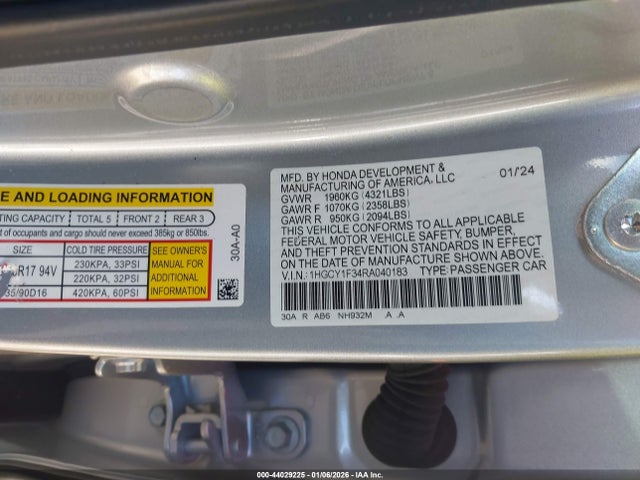 MFD. BY HONDA DEVELOPMENT &
MANUFACTURING OF AMERICA, LLC
01/24
GVWR 1960KG (4321LBS)
GAWR F 1070KG (2358LBS)
GAWR R 950KG (2094LBS)
THIS VEHICLE CONFORMS TO ALL APPLICABLE
FEDERAL MOTOR VEHICLE SAFETY, BUMPER,
AND THEFT PREVENTION STANDARDS IN EFFECT
ON THE DATE OF MANUFACTURE SHOWN ABOVE.
V.I.N.: 1HGCY1F34RA040183 TYPE: PASSENGER CAR
30A R AB6 NH932M .A .A
E AND LOADING INFORMATION
TING CAPACITY TOTAL 5 FRONT 2 REAR 3
t of occupants and cargo should never exceed 385kg or 850lbs.
SIZE COLD TIRE PRESSURE
R17 94V 230KPA, 33PSI
220KPA, 32PSI
/90D16 420KPA, 60PSI
SEE OWNER'S
MANUAL FOR
ADDITIONAL
INFORMATION
30A-A0
000-44029225 - 01/06/2026 - IAA Inc.